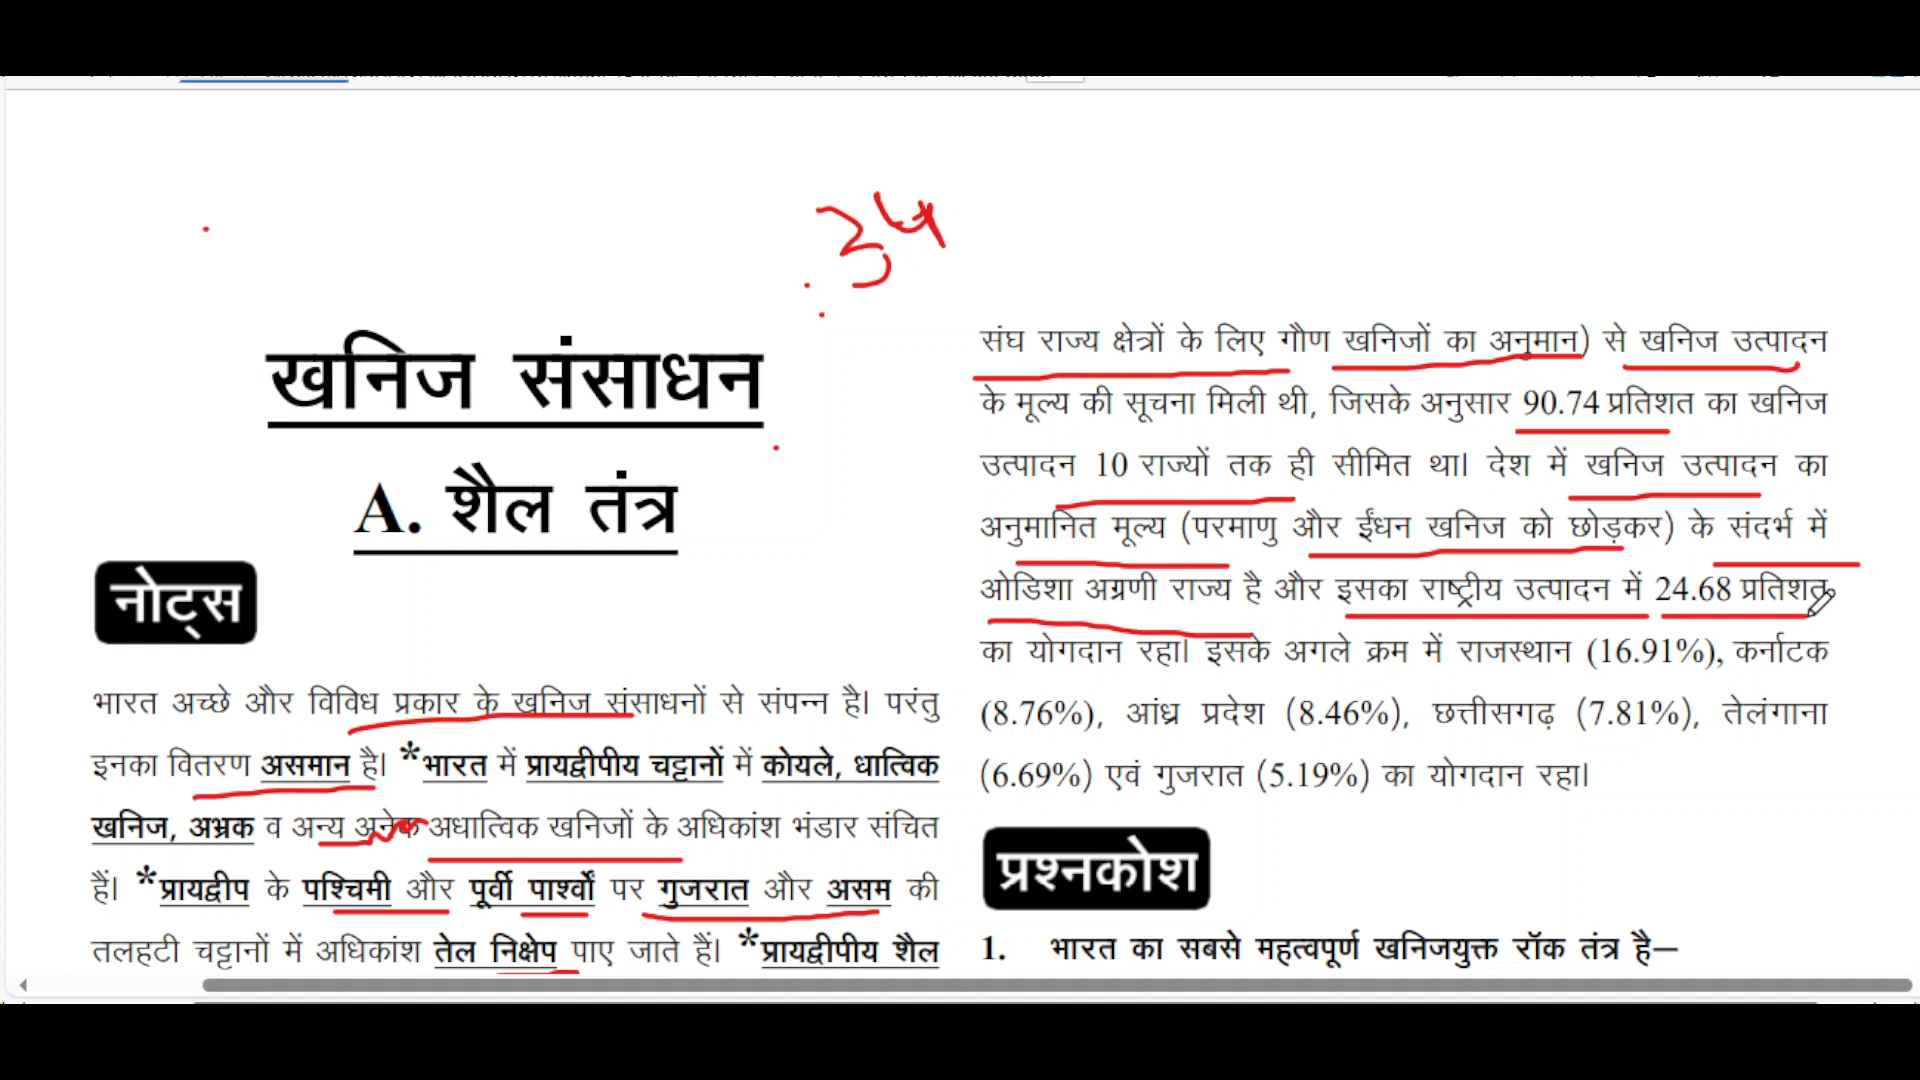 34
खनिज संसाधन
A. शैल तंत्र
नोट्स
भारत अच्छे और विविध प्रकार के खनिज संसाधनों से संपन्न है। परंतु
इनका वितरण असमान है। *भारत में प्रायद्वीपीय चट्टानों में कोयले, धात्विक
खनिज, अभ्रक व अन्य अनेक अधात्विक खनिजों के अधिकांश भंडार संचित
हैं। *प्रायद्वीप के पश्चिमी और पूर्वी पार्श्वों पर गुजरात और असम की
तलहटी चट्टानों में अधिकांश तेल निक्षेप पाए जाते हैं। *प्रायद्वीपीय शैल
संघ राज्य क्षेत्रों के लिए गौण खनिजों का अनुमान) से खनिज उत्पादन
के मूल्य की सूचना मिली थी, जिसके अनुसार 90.74 प्रतिशत का खनिज
उत्पादन 10 राज्यों तक ही सीमित था। देश में खनिज उत्पादन का
अनुमानित मूल्य (परमाणु और ईंधन खनिज को छोड़कर) के संदर्भ में
ओडिशा अग्रणी राज्य है और इसका राष्ट्रीय उत्पादन में 24.68 प्रतिशत
का योगदान रहा। इसके अगले क्रम में राजस्थान (16.91%), कर्नाटक
(8.76%), आंध्र प्रदेश (8.46%), छत्तीसगढ़ (7.81%), तेलंगाना
(6.69%) एवं गुजरात (5.19%) का योगदान रहा।
प्रश्नकोश
1. भारत का सबसे महत्वपूर्ण खनिजयुक्त रॉक तंत्र है–